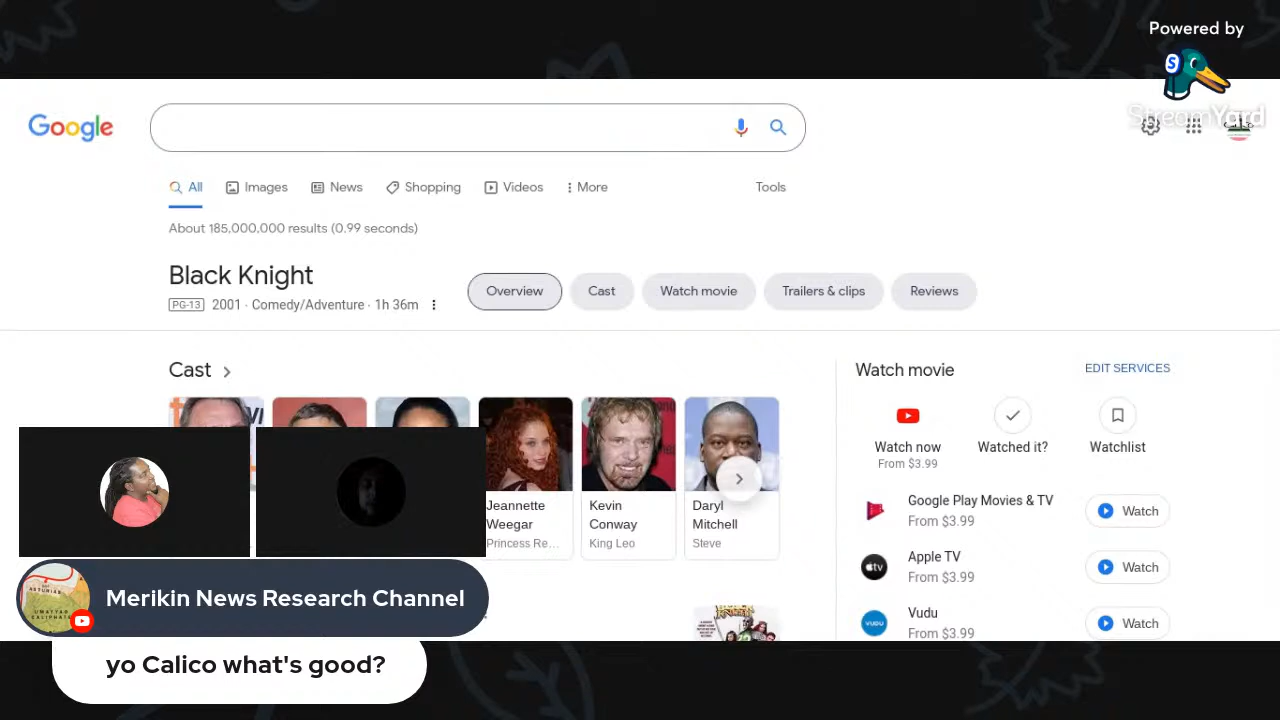 Powered by
StreamYard
Google
All
Images
News
Shopping
Videos
More
Tools
About 185,000,000 results (0.99 seconds)
Black Knight
PG-13 2001 · Comedy/Adventure · 1h 36m
Overview
Cast
Watch movie
Trailers & clips
Reviews
Cast
Jeannette
Weegar
Princess Re...
Kevin
Conway
King Leo
Daryl
Mitchell
Steve
Watch movie
EDIT SERVICES
Watch now
From $3.99
Watched it?
Watchlist
Google Play Movies & TV
From $3.99
Watch
Apple TV
From $3.99
Watch
Vudu
From $3.99
Watch
Merikin News Research Channel
yo Calico what's good?